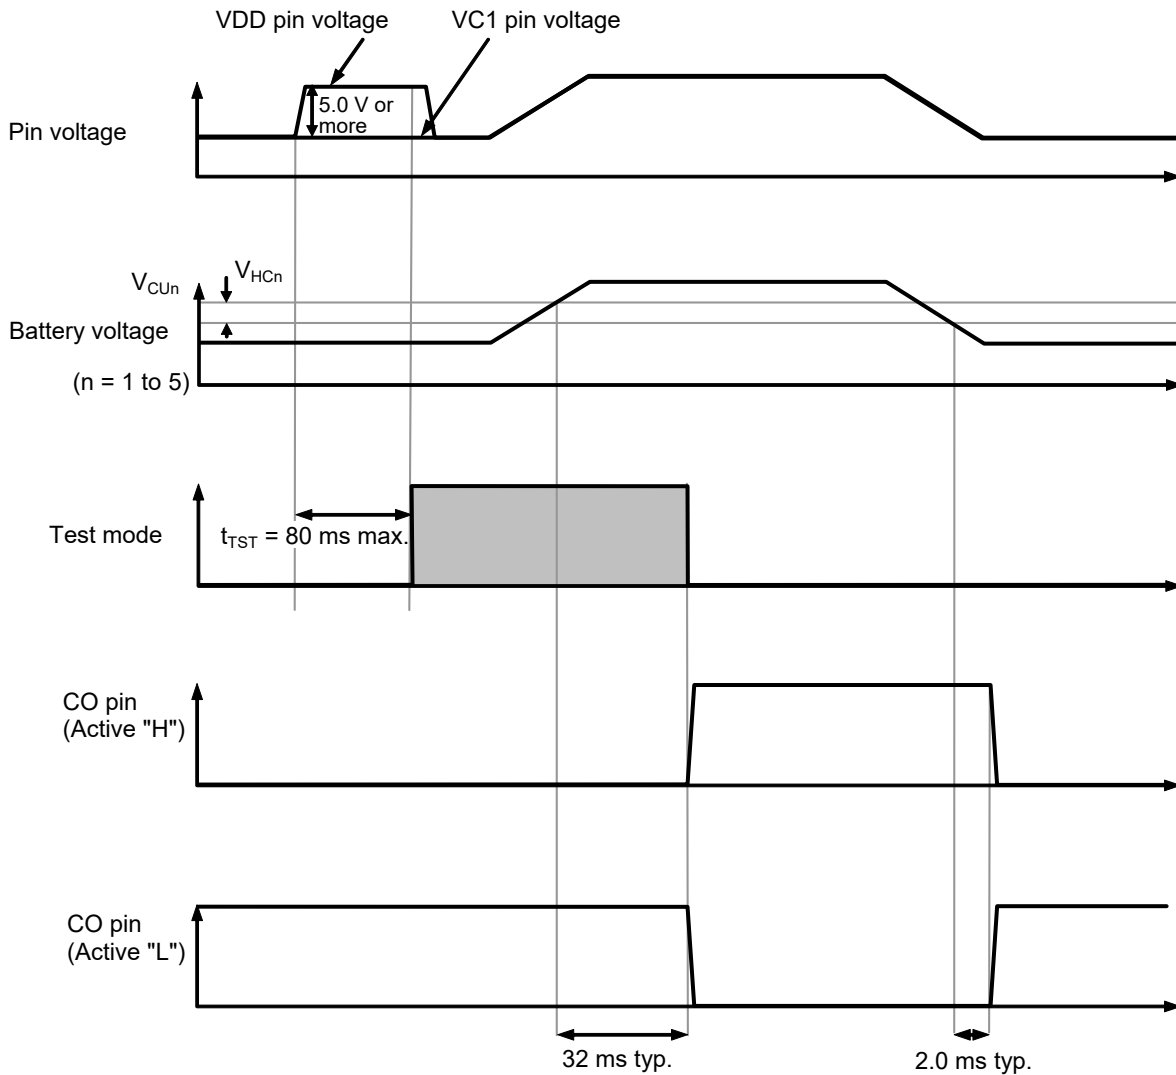 VDD pin voltage
VC1 pin voltage
5.0 V or
more
Pin voltage
VCUn
VHCn
Battery voltage
(n = 1 to 5)
Test mode
tTST = 80 ms max.
CO pin
(Active "H")
CO pin
(Active "L")
32 ms typ.
2.0 ms typ.